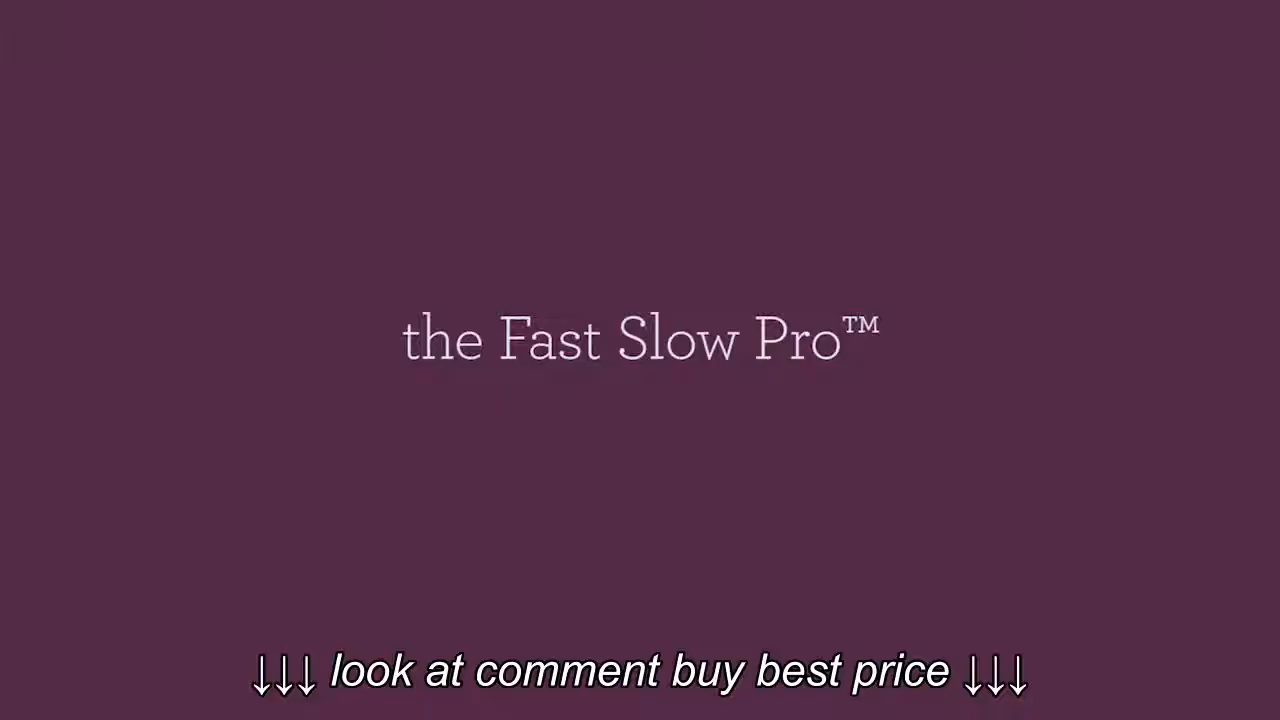 the Fast Slow Pro™
↓↓↓ look at comment buy best price ↓↓↓